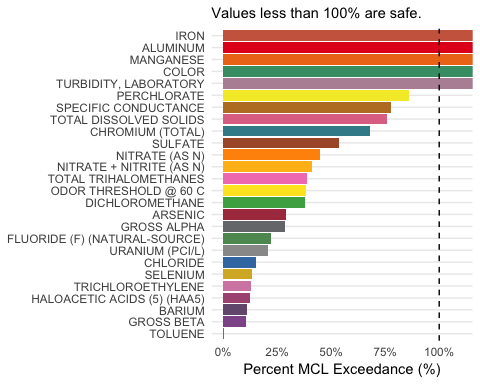 Values less than 100% are safe.
IRON
ALUMINUM
MANGANESE
COLOR
TURBIDITY, LABORATORY
PERCHLORATE
SPECIFIC CONDUCTANCE
TOTAL DISSOLVED SOLIDS
CHROMIUM (TOTAL)
SULFATE
NITRATE (AS N)
NITRATE + NITRITE (AS N)
TOTAL TRIHALOMETHANES
ODOR THRESHOLD @ 60 C
DICHLOROMETHANE
ARSENIC
GROSS ALPHA
FLUORIDE (F) (NATURAL-SOURCE)
URANIUM (PCI/L)
CHLORIDE
SELENIUM
TRICHLOROETHYLENE
HALOACETIC ACIDS (5) (HAA5)
BARIUM
GROSS BETA
TOLUENE
0% 25% 50% 75% 100%
Percent MCL Exceedance (%)